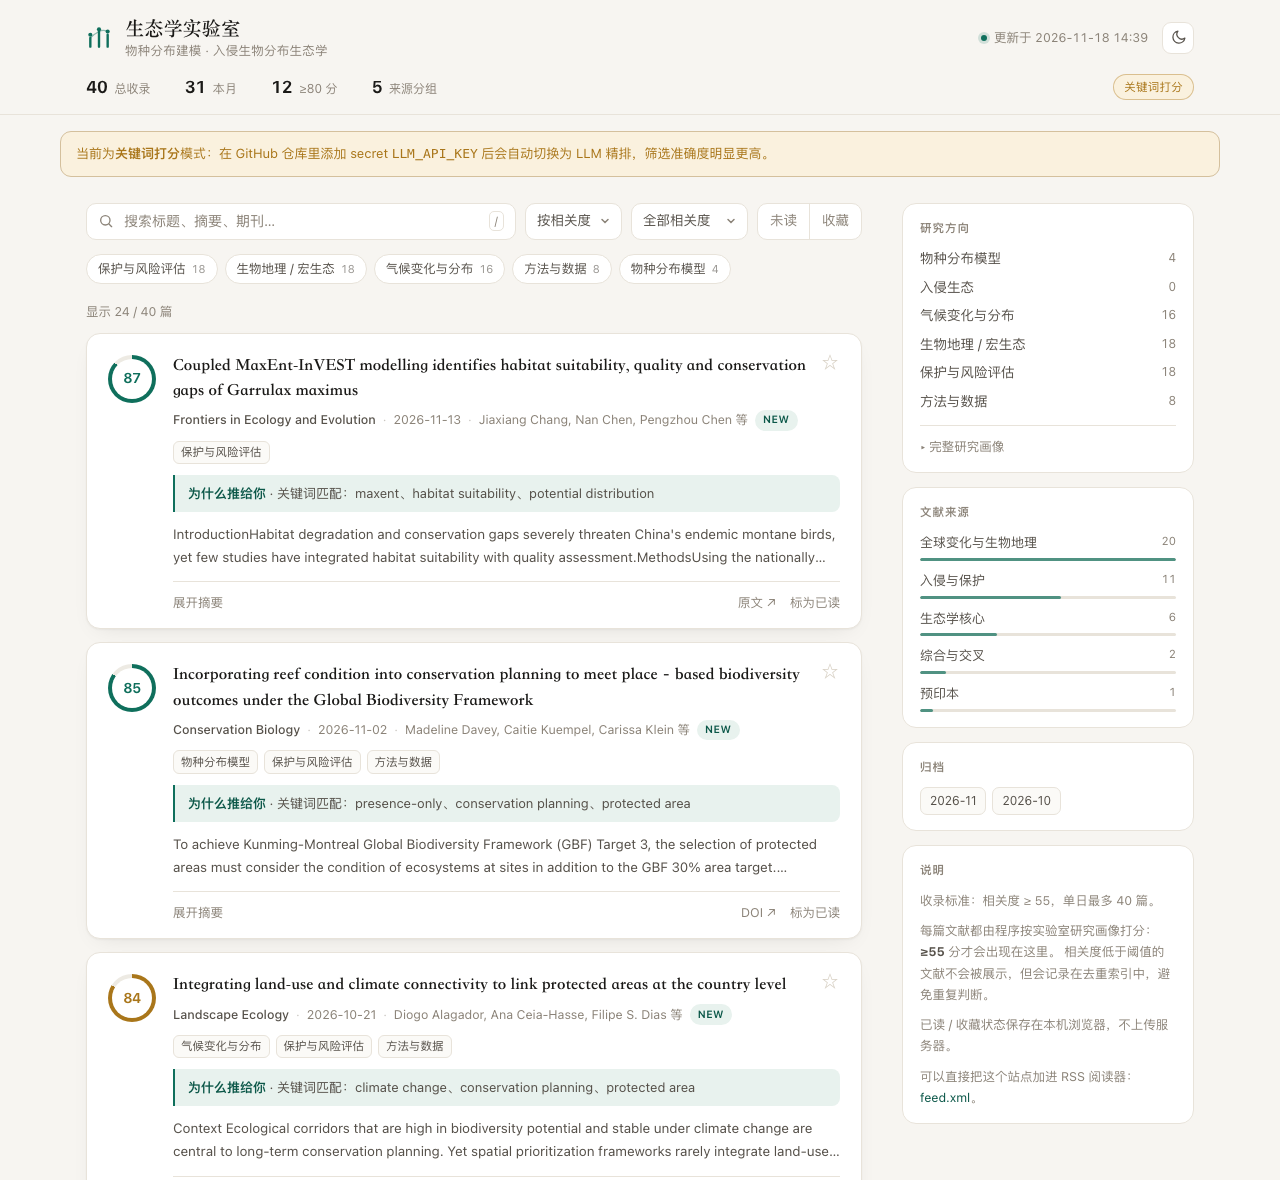 生态学实验室
物种分布建模 · 入侵生物分布生态学
更新于 2026-11-18 14:39
40 总收录 31 本月 12 ≥80 分 5 来源分组
关键词打分
当前为关键词打分模式：在 GitHub 仓库里添加 secret LLM_API_KEY 后会自动切换为 LLM 精排，筛选准确度明显更高。
搜索标题、摘要、期刊…
/
按相关度
全部相关度
未读
收藏
保护与风险评估 18
生物地理 / 宏生态 18
气候变化与分布 16
方法与数据 8
物种分布模型 4
显示 24 / 40 篇
87
Coupled MaxEnt-InVEST modelling identifies habitat suitability, quality and conservation
gaps of Garrulax maximus
☆
Frontiers in Ecology and Evolution · 2026-11-13 · Jiaxiang Chang, Nan Chen, Pengzhou Chen 等 NEW
保护与风险评估
为什么推给你 · 关键词匹配：maxent、habitat suitability、potential distribution
IntroductionHabitat degradation and conservation gaps severely threaten China's endemic montane birds,
yet few studies have integrated habitat suitability with quality assessment.MethodsUsing the nationally…
展开摘要
原文 ↗ 标为已读
85
Incorporating reef condition into conservation planning to meet place ‐ based biodiversity
outcomes under the Global Biodiversity Framework
☆
Conservation Biology · 2026-11-02 · Madeline Davey, Caitie Kuempel, Carissa Klein 等 NEW
物种分布模型 保护与风险评估 方法与数据
为什么推给你 · 关键词匹配：presence-only、conservation planning、protected area
To achieve Kunming-Montreal Global Biodiversity Framework (GBF) Target 3, the selection of protected
areas must consider the condition of ecosystems at sites in addition to the GBF 30% area target.…
展开摘要
DOI ↗ 标为已读
84
Integrating land-use and climate connectivity to link protected areas at the country level
☆
Landscape Ecology · 2026-10-21 · Diogo Alagador, Ana Ceia-Hasse, Filipe S. Dias 等 NEW
气候变化与分布 保护与风险评估 方法与数据
为什么推给你 · 关键词匹配：climate change、conservation planning、protected area
Context Ecological corridors that are high in biodiversity potential and stable under climate change are
central to long-term conservation planning. Yet spatial prioritization frameworks rarely integrate land-use…
研究方向
物种分布模型 4
入侵生态 0
气候变化与分布 16
生物地理 / 宏生态 18
保护与风险评估 18
方法与数据 8
▸ 完整研究画像
文献来源
全球变化与生物地理 20
入侵与保护 11
生态学核心 6
综合与交叉 2
预印本 1
归档
2026-11 2026-10
说明
收录标准：相关度 ≥ 55，单日最多 40 篇。
每篇文献都由程序按实验室研究画像打分：
≥55 分才会出现在这里。 相关度低于阈值的
文献不会被展示，但会记录在去重索引中，避
免重复判断。
已读 / 收藏状态保存在本机浏览器，不上传服
务器。
可以直接把这个站点加进 RSS 阅读器：
feed.xml。